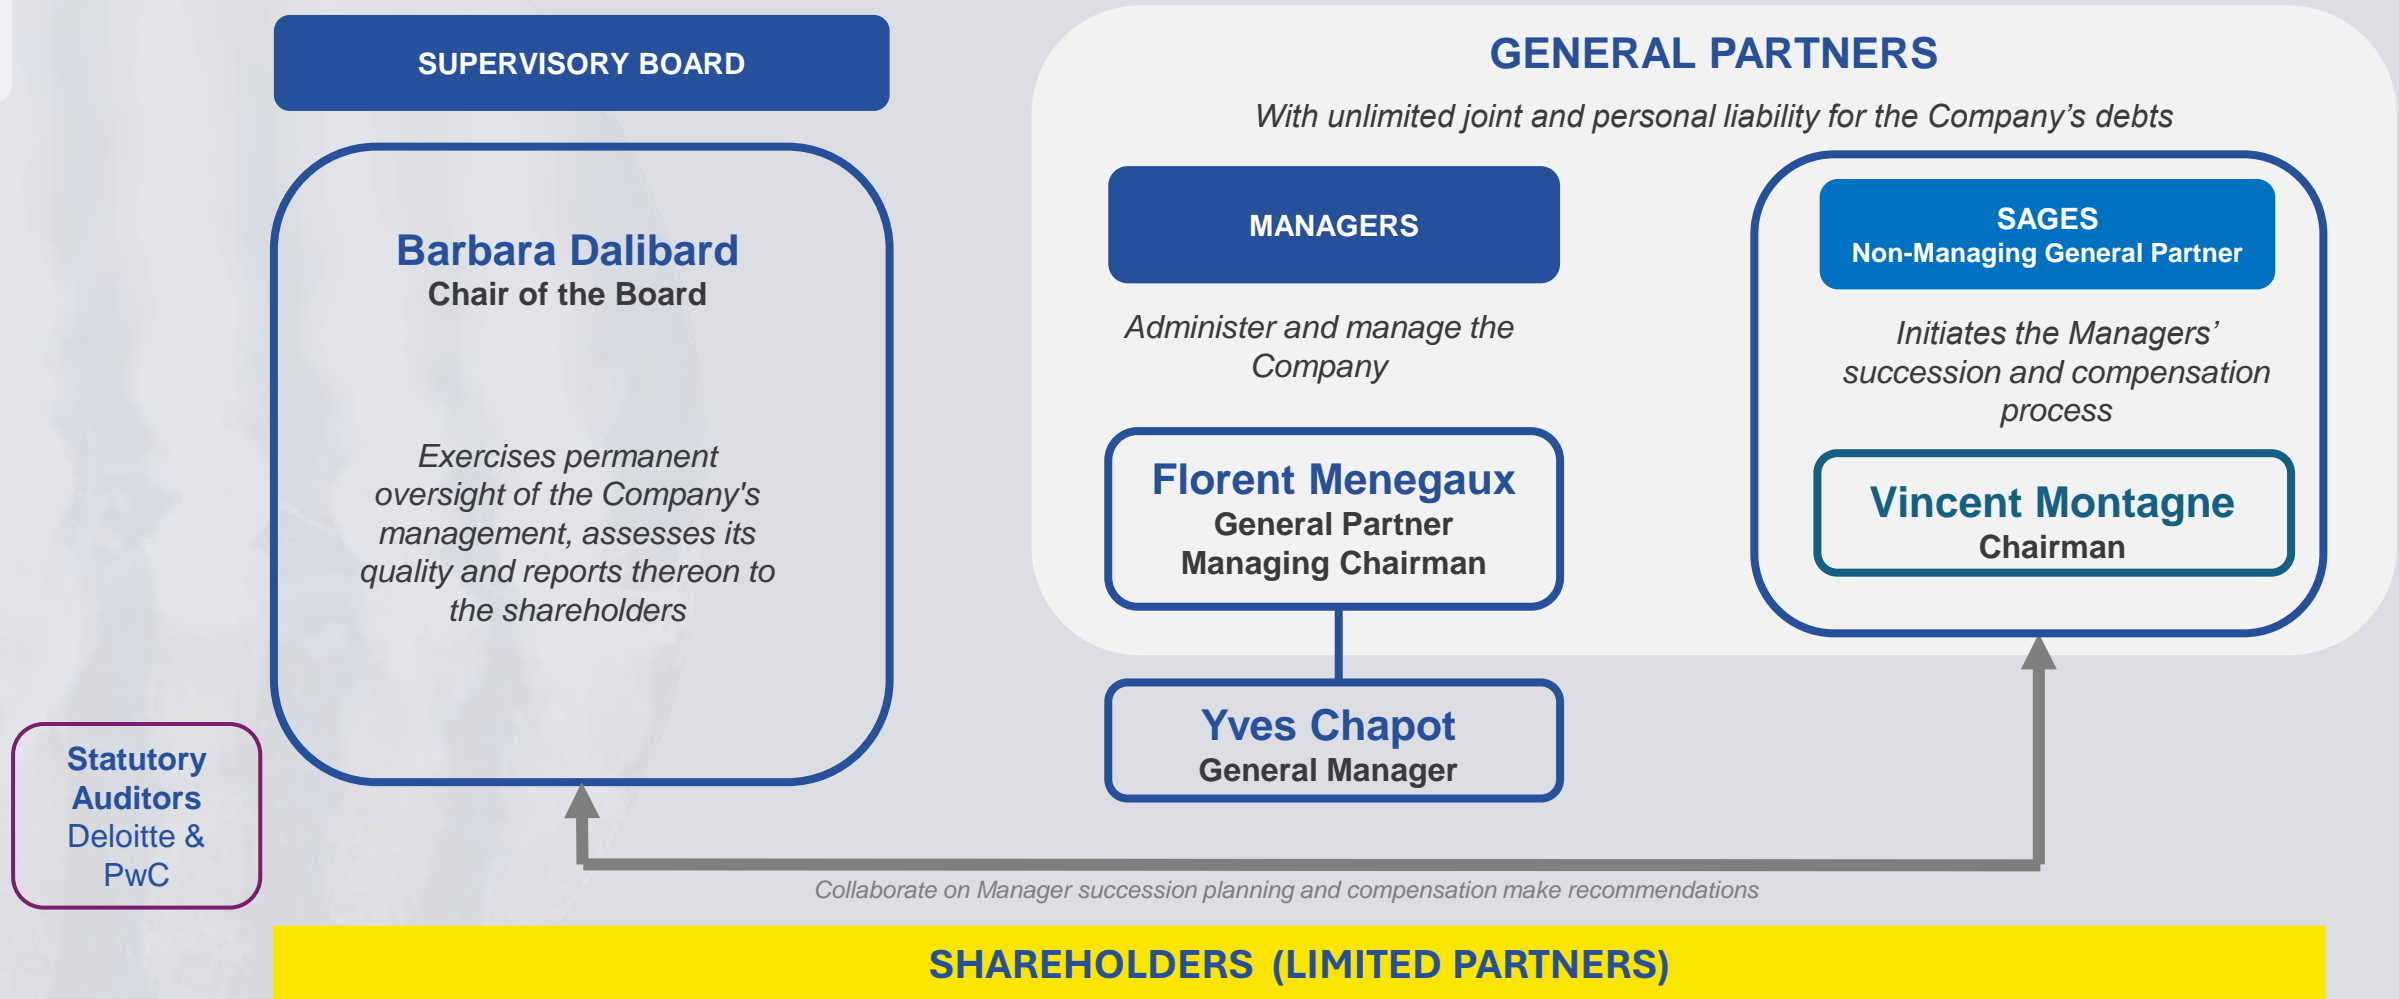 SUPERVISORY BOARD
Barbara Dalibard
Chair of the Board
Exercises permanent
oversight of the Company's
management, assesses its
quality and reports thereon to
the shareholders
Statutory
Auditors
Deloitte &
PwC
GENERAL PARTNERS
With unlimited joint and personal liability for the Company’s debts
MANAGERS
Administer and manage the
Company
Florent Menegaux
General Partner
Managing Chairman
Yves Chapot
General Manager
SAGES
Non-Managing General Partner
Initiates the Managers’
succession and compensation
process
Vincent Montagne
Chairman
Collaborate on Manager succession planning and compensation make recommendations
SHAREHOLDERS (LIMITED PARTNERS)